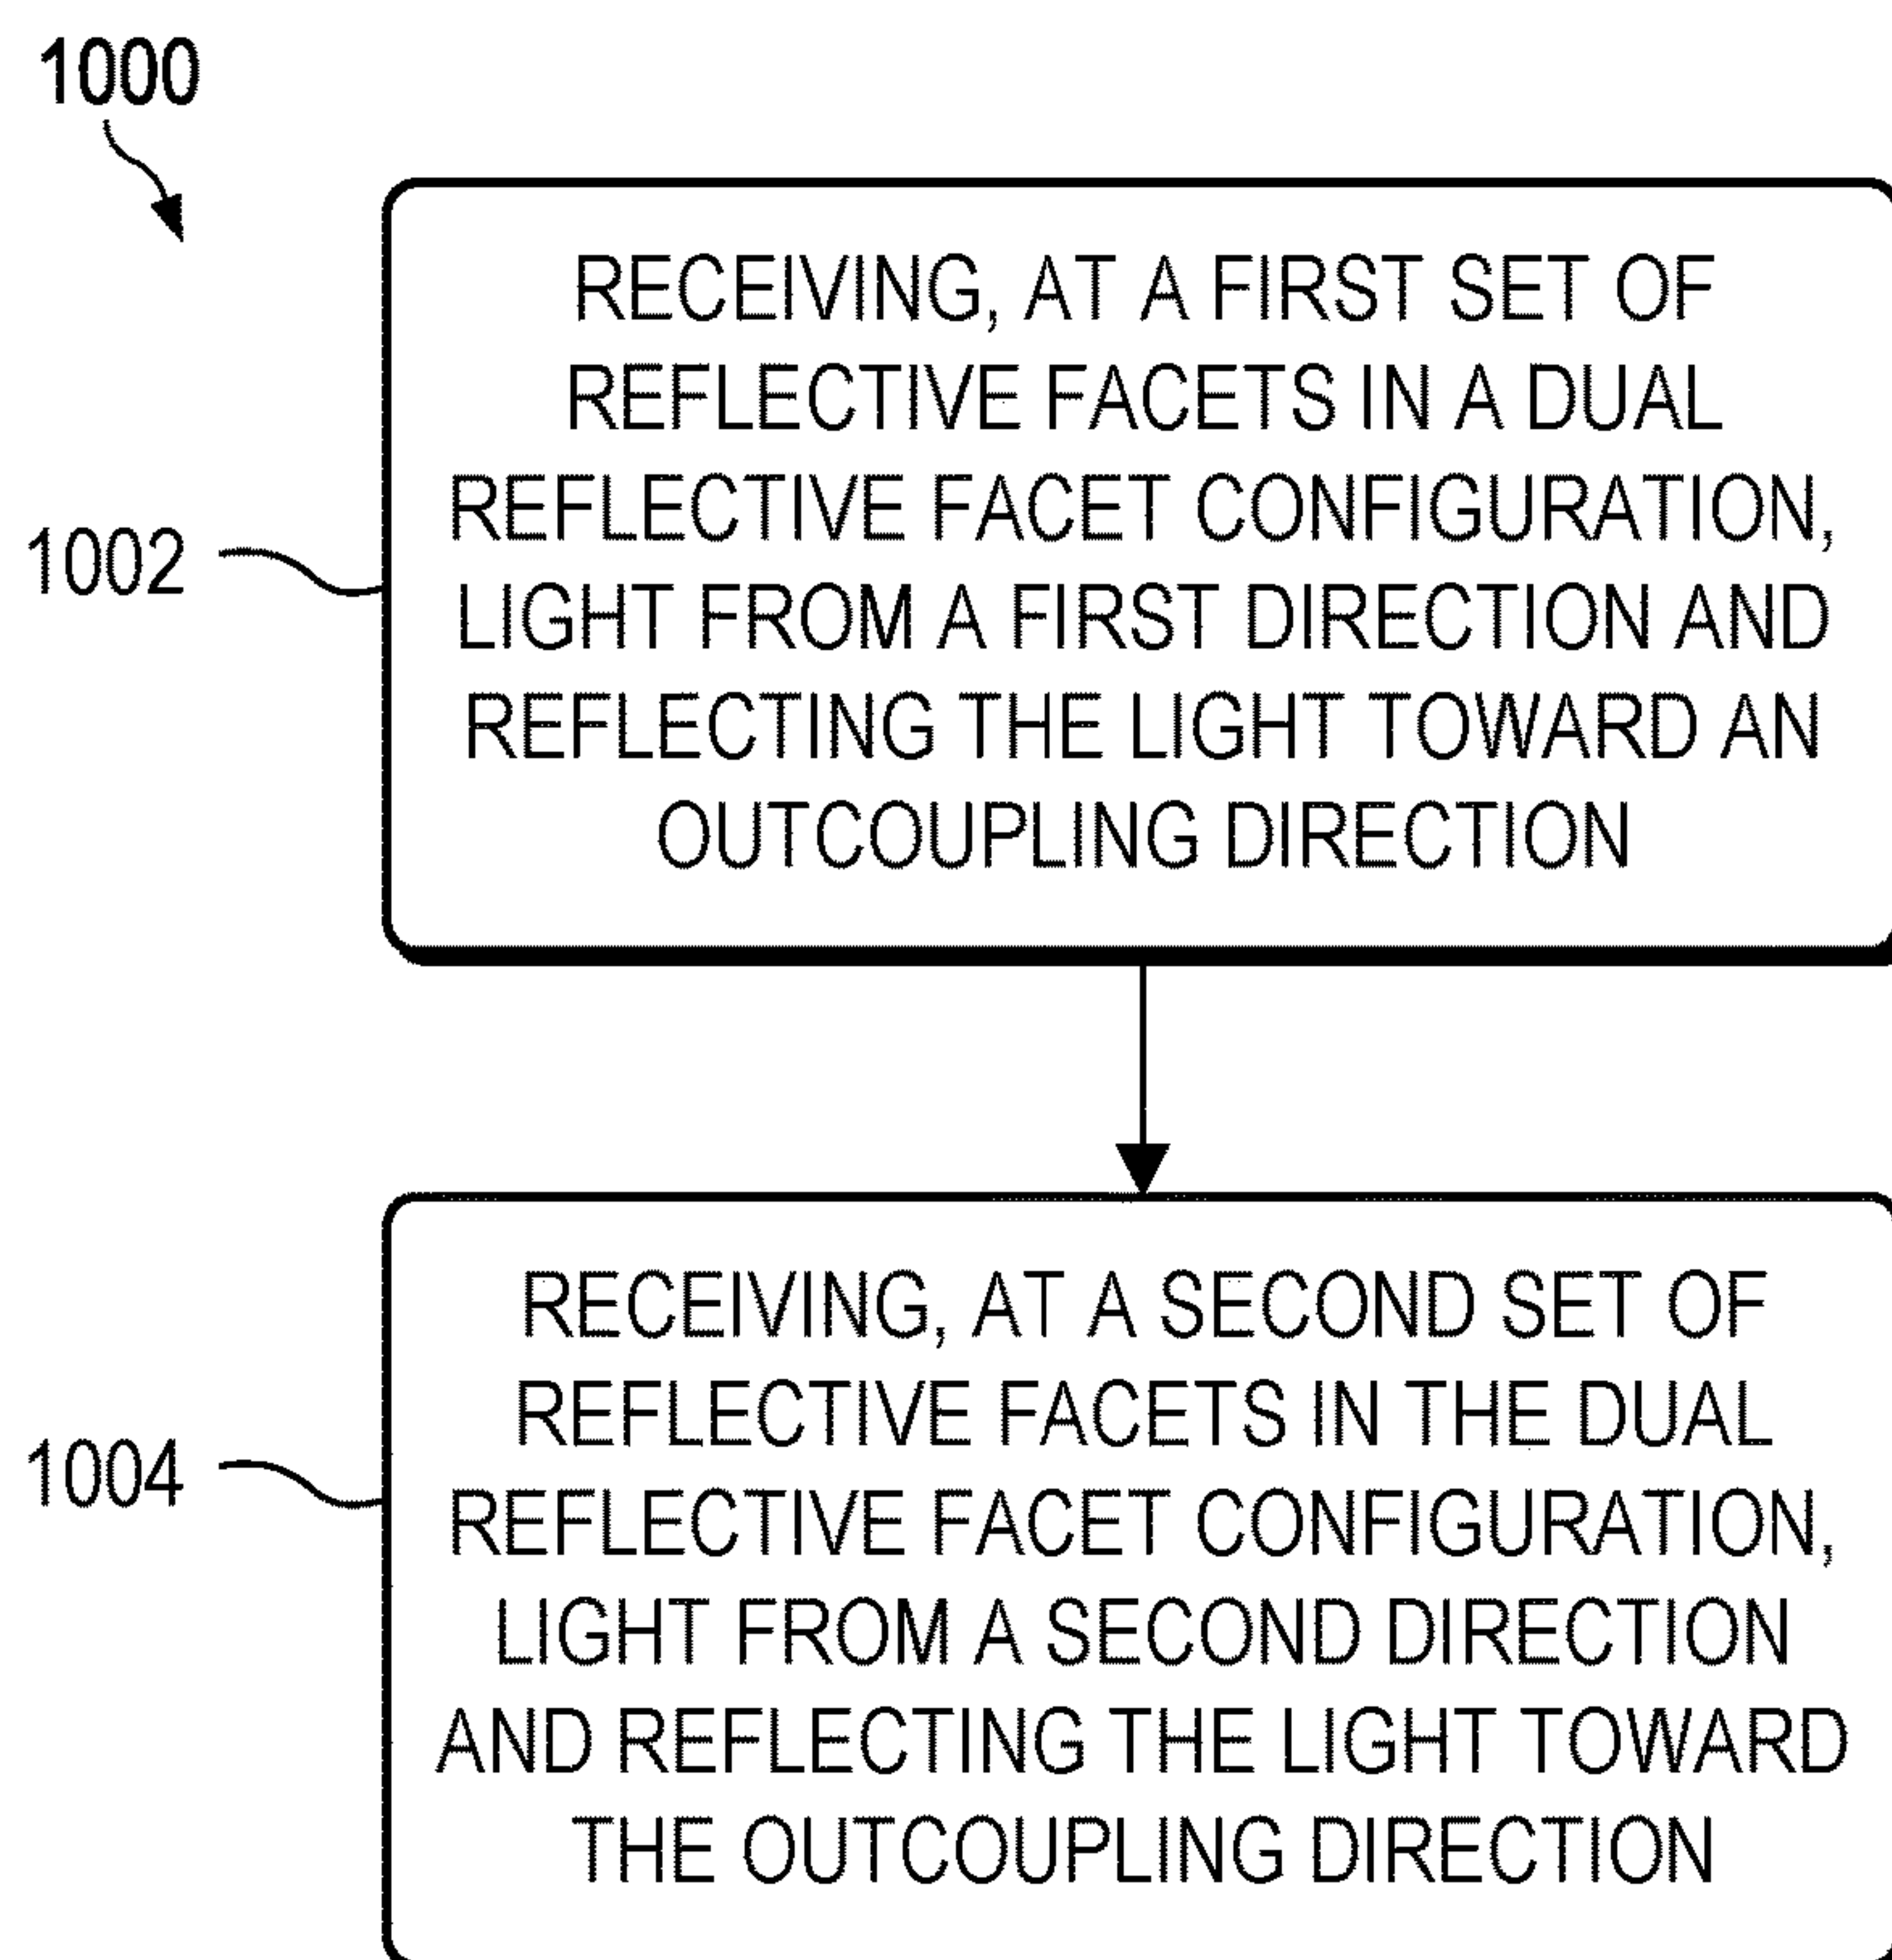 1000
RECEIVING, AT A FIRST SET OF
REFLECTIVE FACETS IN A DUAL
REFLECTIVE FACET CONFIGURATION,
LIGHT FROM A FIRST DIRECTION AND
REFLECTING THE LIGHT TOWARD AN
OUTCOUPLING DIRECTION
1002
RECEIVING, AT A SECOND SET OF
REFLECTIVE FACETS IN THE DUAL
REFLECTIVE FACET CONFIGURATION,
LIGHT FROM A SECOND DIRECTION
AND REFLECTING THE LIGHT TOWARD
THE OUTCOUPLING DIRECTION
1004